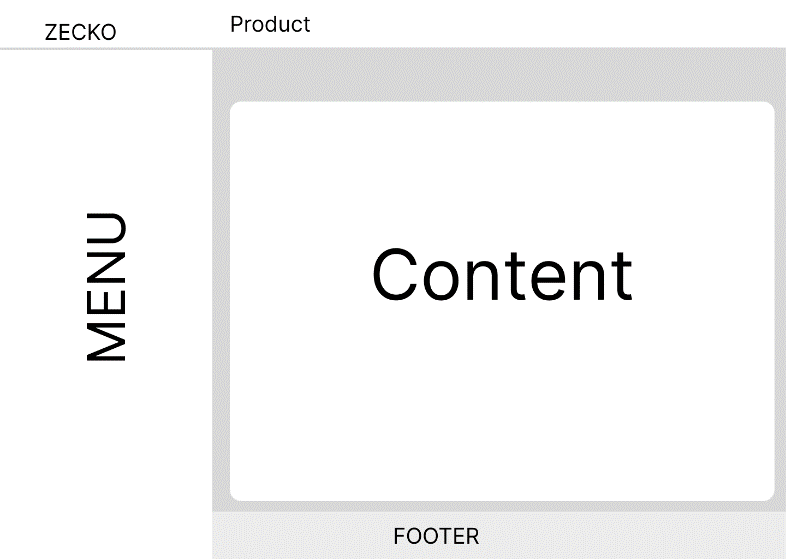 ZECKO
Product
MENU
Content
FOOTER